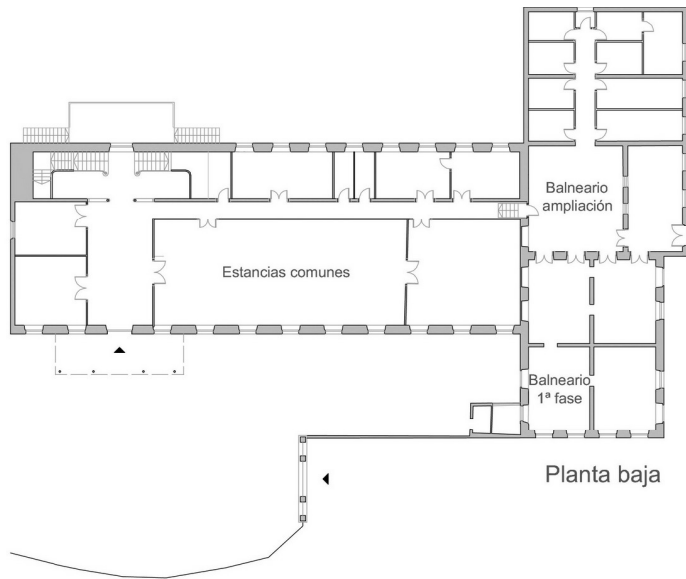 Balneario
ampliación
Estancias comunes
Balneario
1ª fase
Planta baja